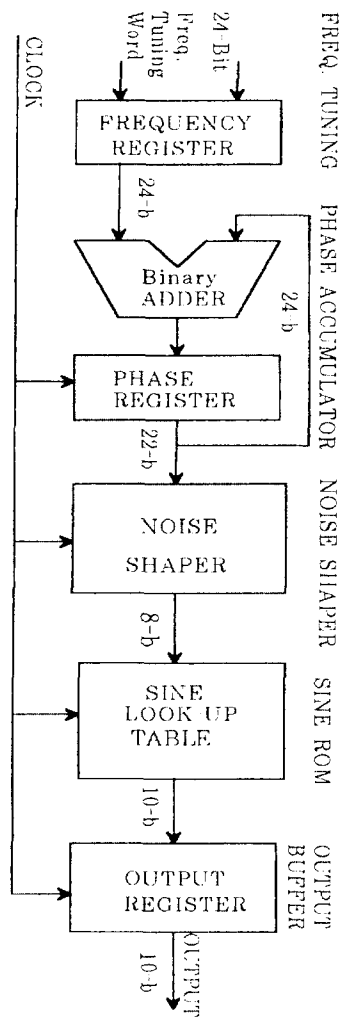 FREQ. TUNING
PHASE ACCUMULATOR
NOISE SHAPER
SINE ROM
OUTPUT
BUFFER
24-Bit
Freq.
Tuning
Word
CLOCK
FREQUENCY
REGISTER
24-b
Binary
ADDER
24-b
PHASE
REGISTER
22-b
NOISE
SHAPER
8-b
SINE
LOOK UP
TABLE
10-b
OUTPUT
REGISTER
OUTPUT
10-b